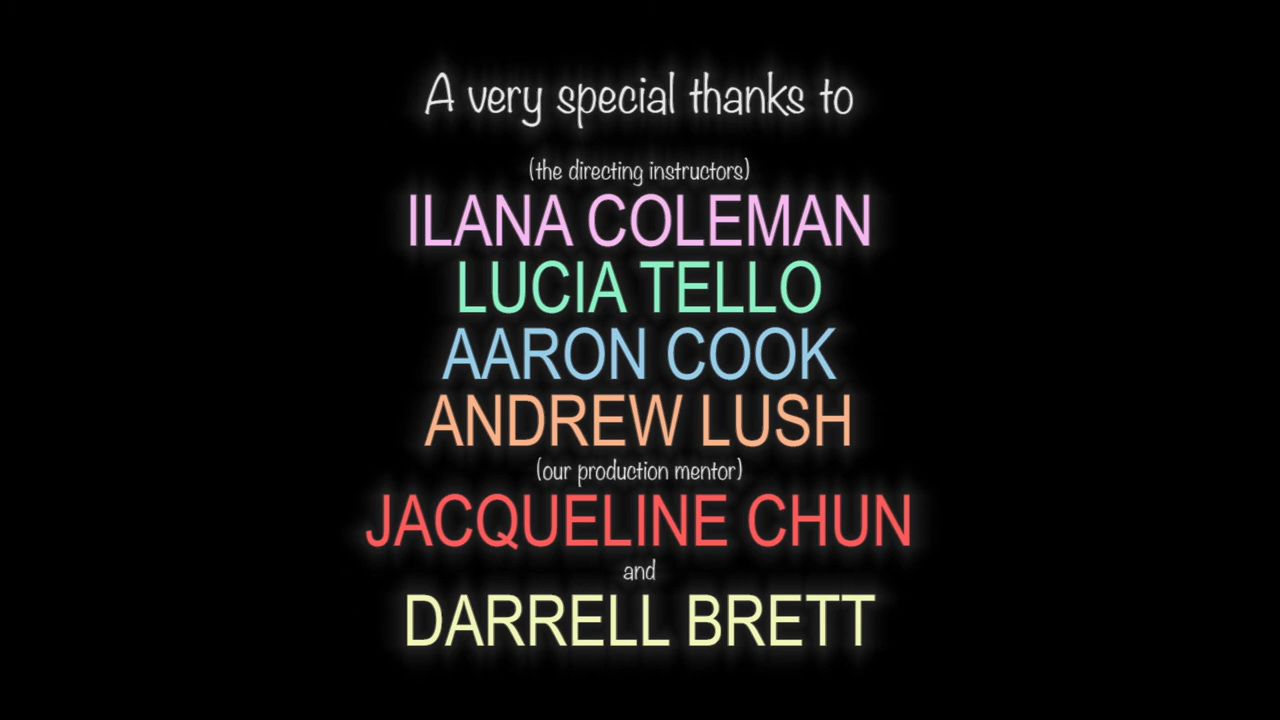 A very special thanks to
(the directing instructors)
ILANA COLEMAN
LUCIA TELLO
AARON COOK
ANDREW LUSH
(our production mentor)
JACQUELINE CHUN
and
DARRELL BRETT